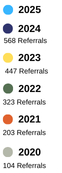 2025
2024
568 Referrals
2023
447 Referrals
2022
323 Referrals
2021
203 Referrals
2020
104 Referrals